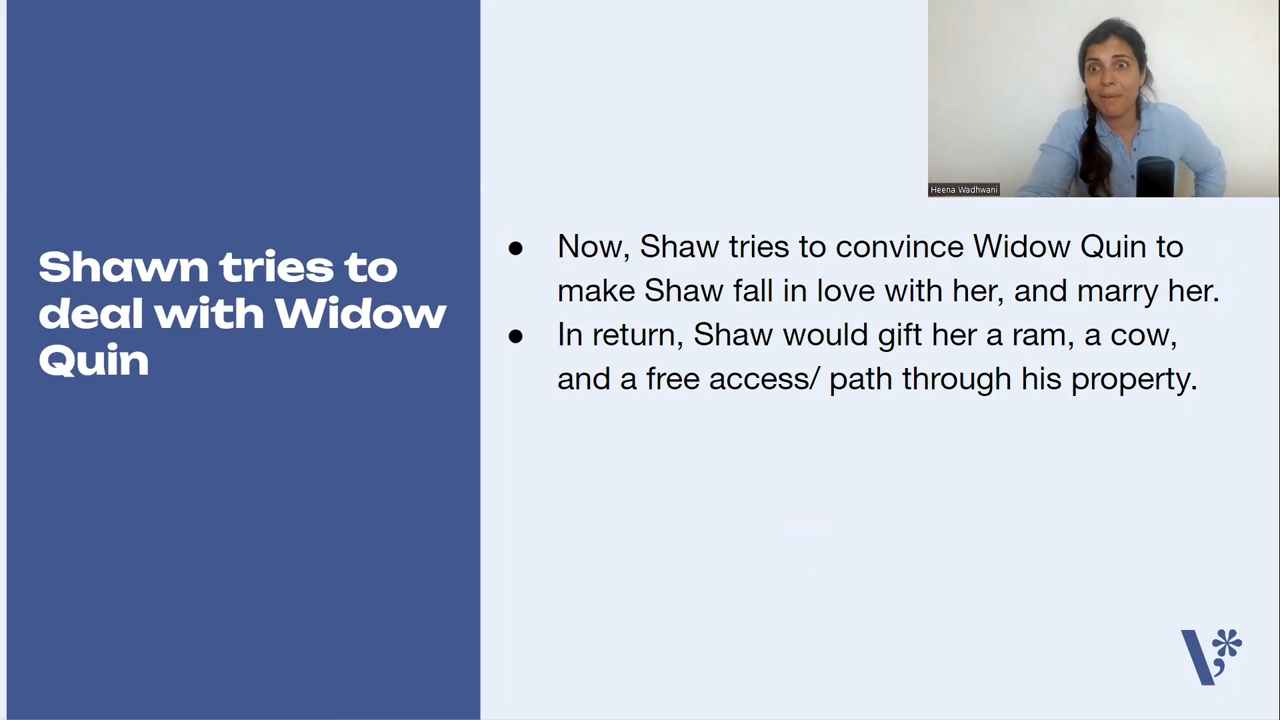 Heena Wadhwani
Shawn tries to
deal with Widow
Quin
● Now, Shaw tries to convince Widow Quin to
make Shaw fall in love with her, and marry her.
● In return, Shaw would gift her a ram, a cow,
and a free access/ path through his property.